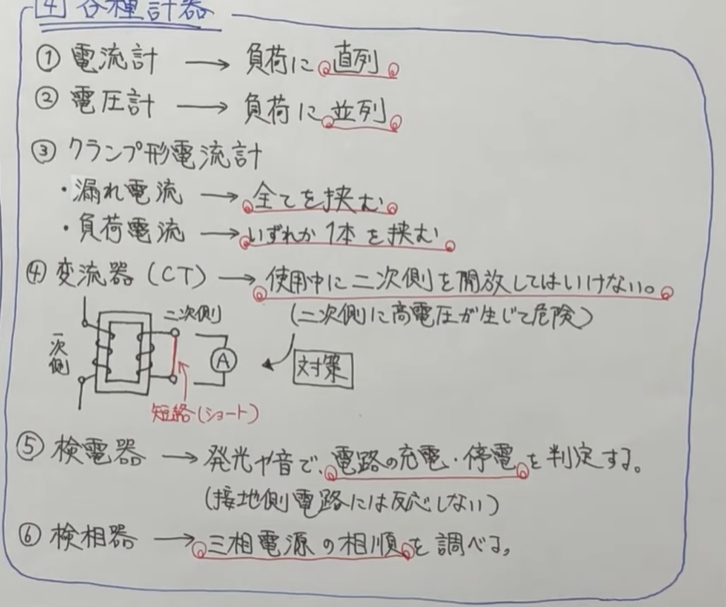 4 各種計器
① 電流計 → 負荷に直列
② 電圧計 → 負荷に並列
③ クランプ形電流計
・漏れ電流 → 全てを挟む
・負荷電流 → いずれか1本を挟む
④ 変流器(CT) → 使用中に二次側を開放してはいけない。
(二次側に高電圧が生じて危険)
一次側
二次側
A
対策
短絡(ショート)
⑤ 検電器 → 発光や音で、電路の充電・停電を判定する。
(接地側電路には反応しない)
⑥ 検相器 → 三相電源の相順を調べる。